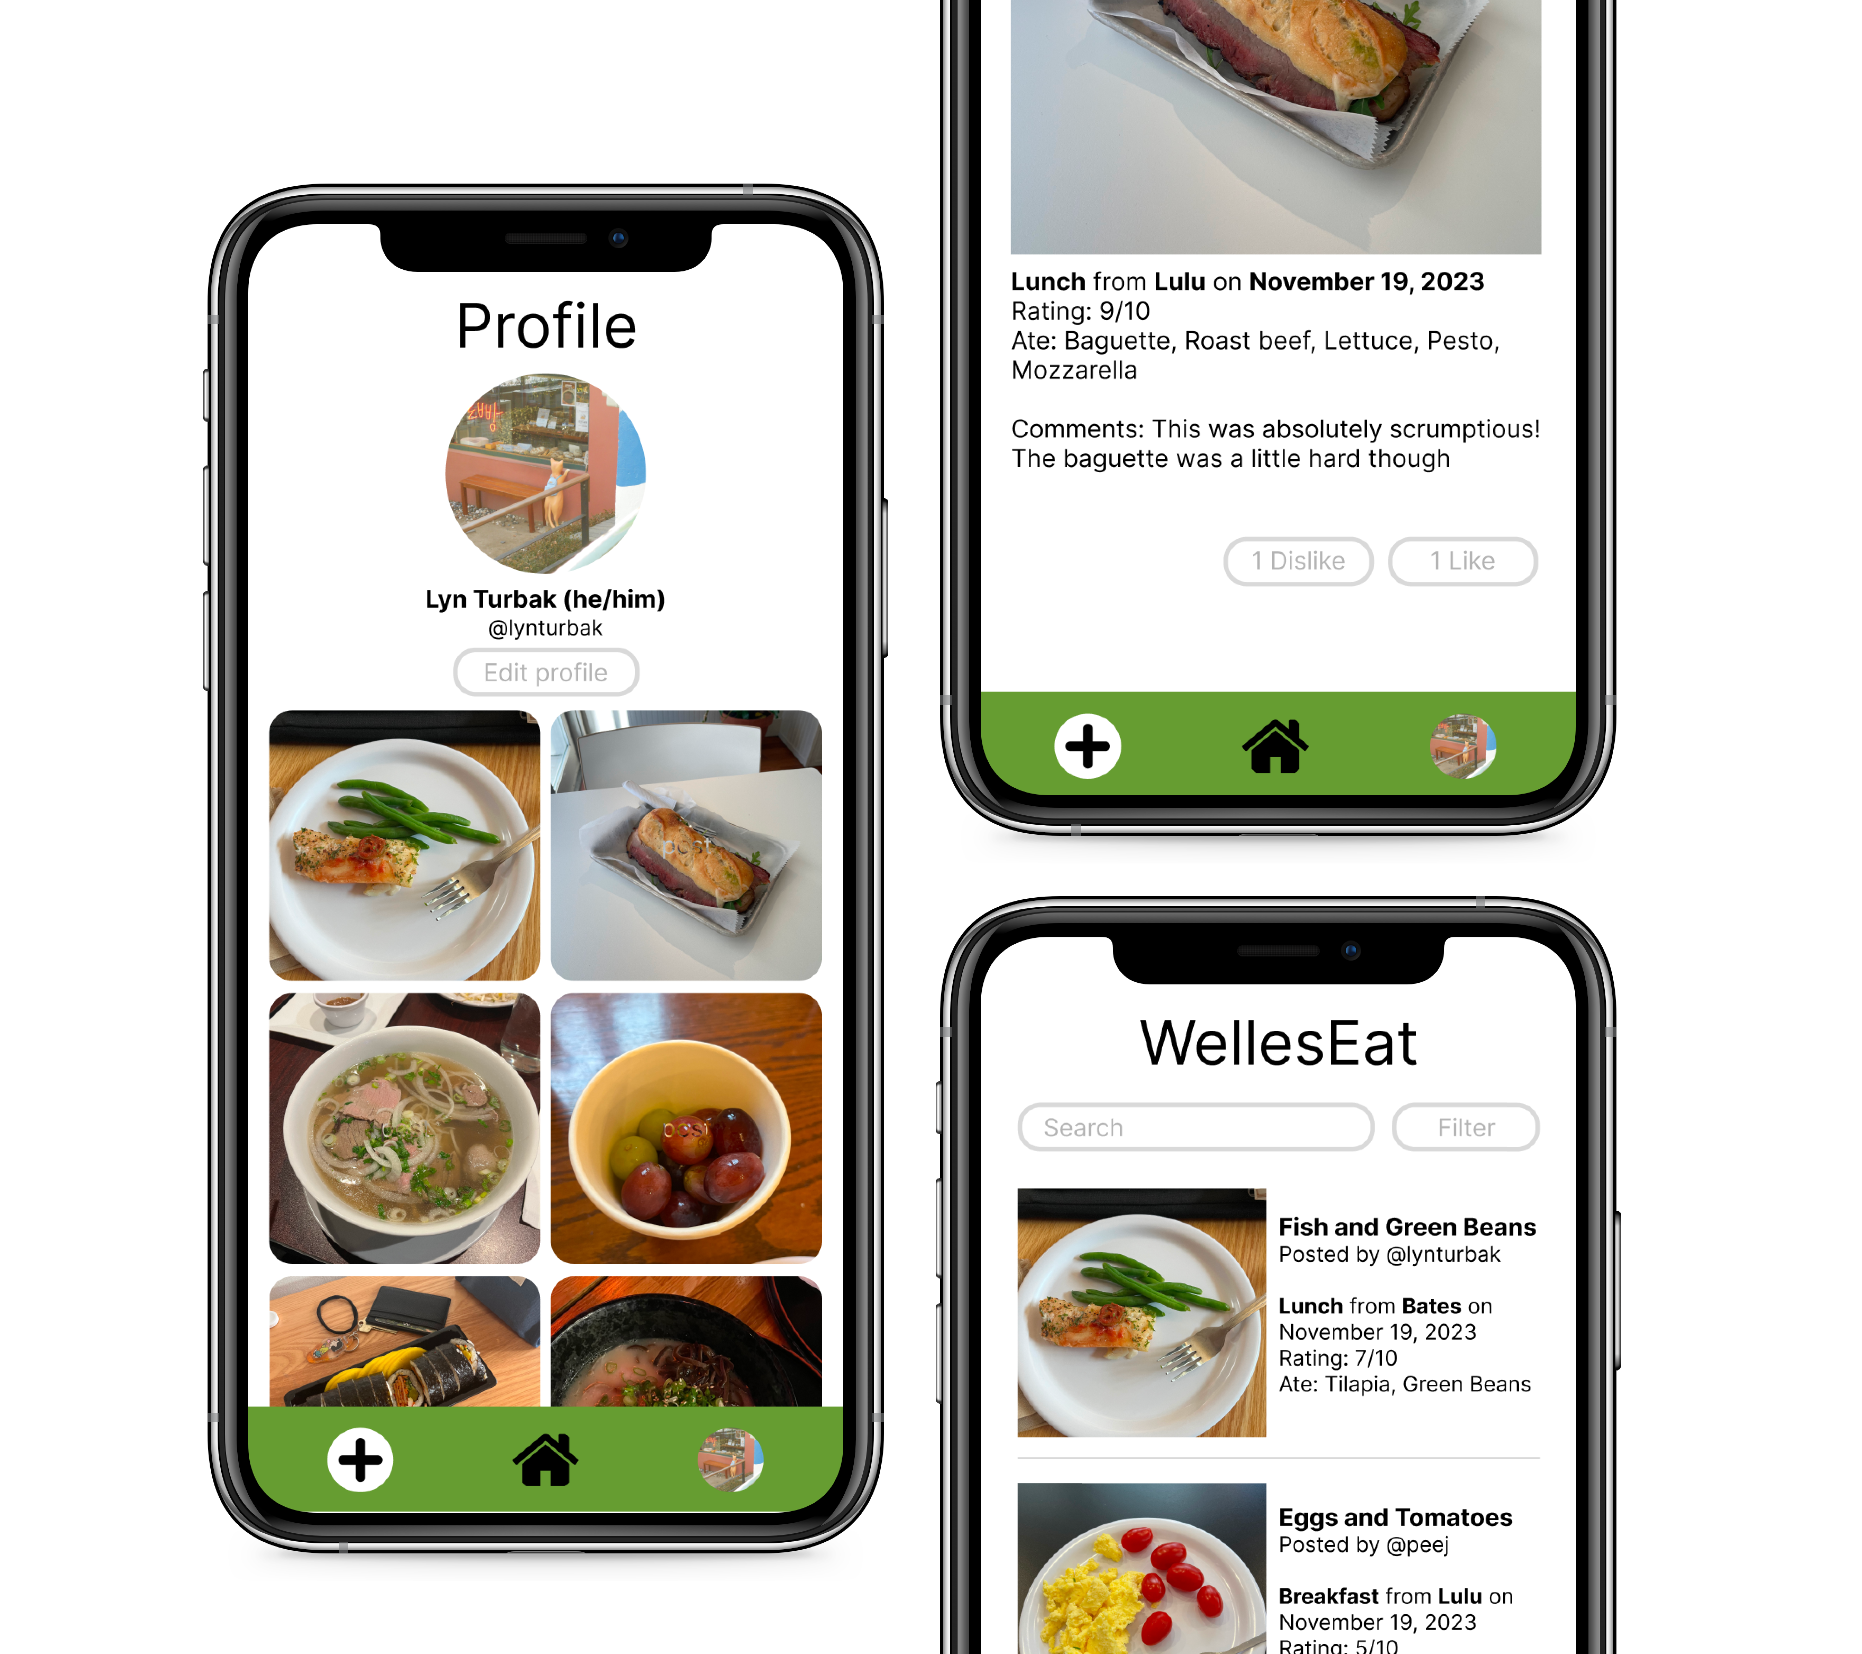 Profile
Lyn Turbak (he/him)
@lynturbak
Edit profile
post
post
Lunch from Lulu on November 19, 2023
Rating: 9/10
Ate: Baguette, Roast beef, Lettuce, Pesto,
Mozzarella
Comments: This was absolutely scrumptious!
The baguette was a little hard though
1 Dislike
1 Like
WellesEat
Search
Filter
Fish and Green Beans
Posted by @lynturbak
Lunch from Bates on
November 19, 2023
Rating: 7/10
Ate: Tilapia, Green Beans
Eggs and Tomatoes
Posted by @peej
Breakfast from Lulu on
November 19, 2023
Rating: 5/10